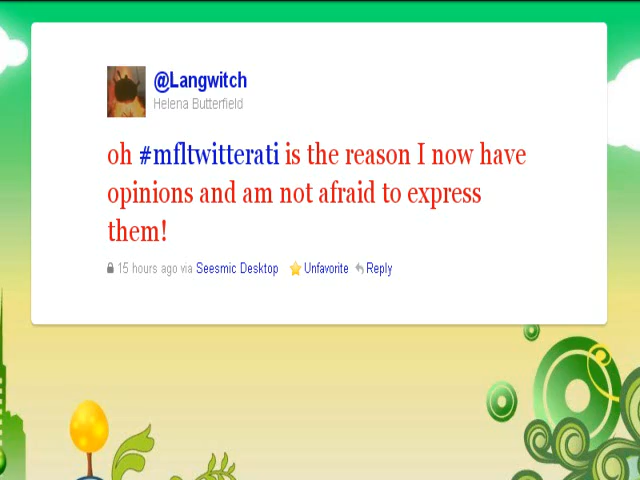 @Langwitch
Helena Butterfield
oh #mfltwitterati is the reason I now have
opinions and am not afraid to express
them!
15 hours ago via Seesmic Desktop Unfavorite Reply